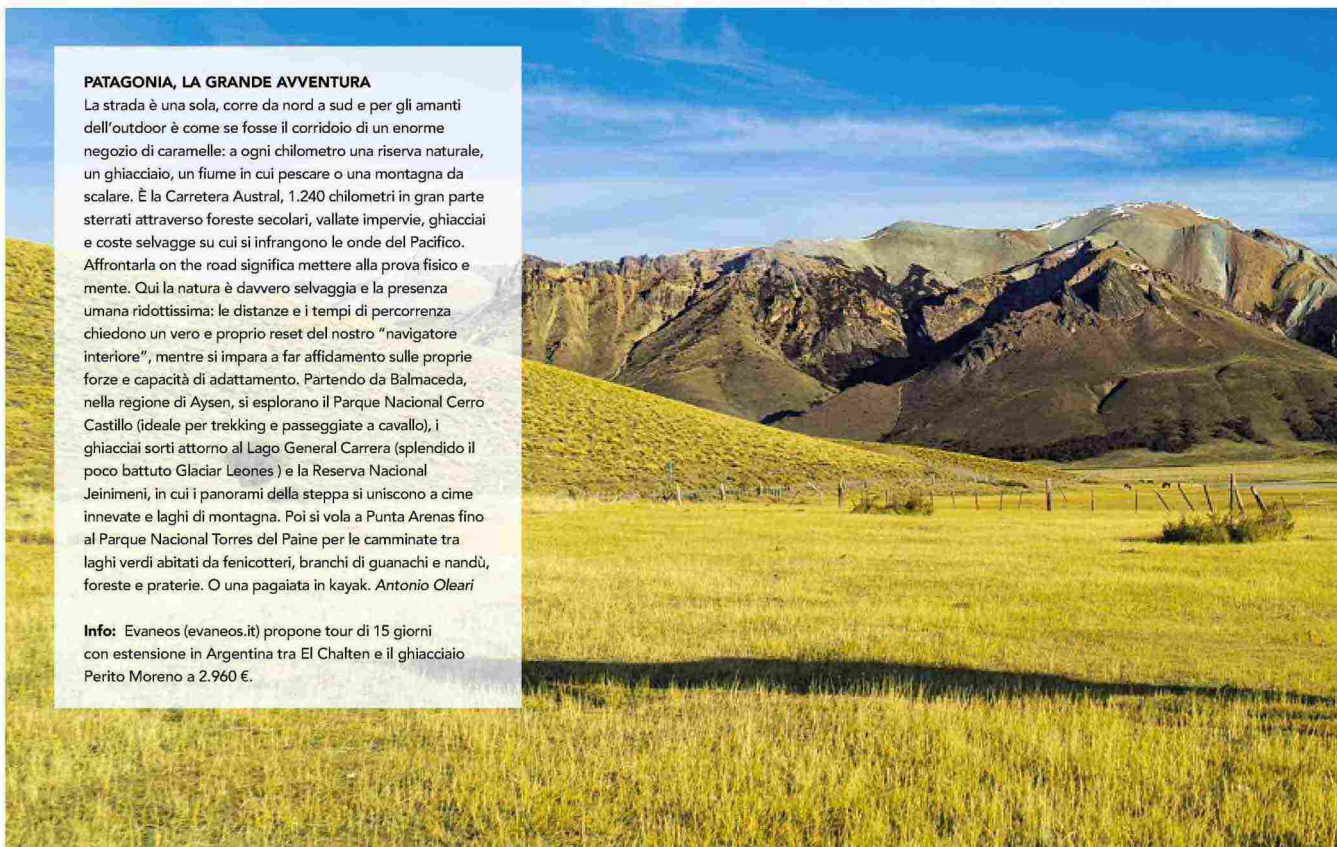 PATAGONIA, LA GRANDE AVVENTURA
La strada è una sola, corre da nord a sud e per gli amanti
dell'outdoor è come se fosse il corridoio di un enorme
negozio di caramelle: a ogni chilometro una riserva naturale,
un ghiacciaio, un fiume in cui pescare o una montagna da
scalare. È la Carretera Austral, 1.240 chilometri in gran parte
sterrati attraverso foreste secolari, vallate impervie, ghiacciai
e coste selvagge su cui si infrangono le onde del Pacifico.
Affrontarla on the road significa mettere alla prova fisico e
mente. Qui la natura è davvero selvaggia e la presenza
umana ridottissima: le distanze e i tempi di percorrenza
chiedono un vero e proprio reset del nostro “navigatore
interiore”, mentre si impara a far affidamento sulle proprie
forze e capacità di adattamento. Partendo da Balmaceda,
nella regione di Aysen, si esplorano il Parque Nacional Cerro
Castillo (ideale per trekking e passeggiate a cavallo), i
ghiacciai sorti attorno al Lago General Carrera (splendido il
poco battuto Glaciar Leones ) e la Reserva Nacional
Jeinimeni, in cui i panorami della steppa si uniscono a cime
innevate e laghi di montagna. Poi si vola a Punta Arenas fino
al Parque Nacional Torres del Paine per le camminate tra
laghi verdi abitati da fenicotteri, branchi di guanachi e nandù,
foreste e praterie. O una pagaiata in kayak. Antonio Oleari
Info: Evaneos (evaneos.it) propone tour di 15 giorni
con estensione in Argentina tra El Chalten e il ghiacciaio
Perito Moreno a 2.960 €.